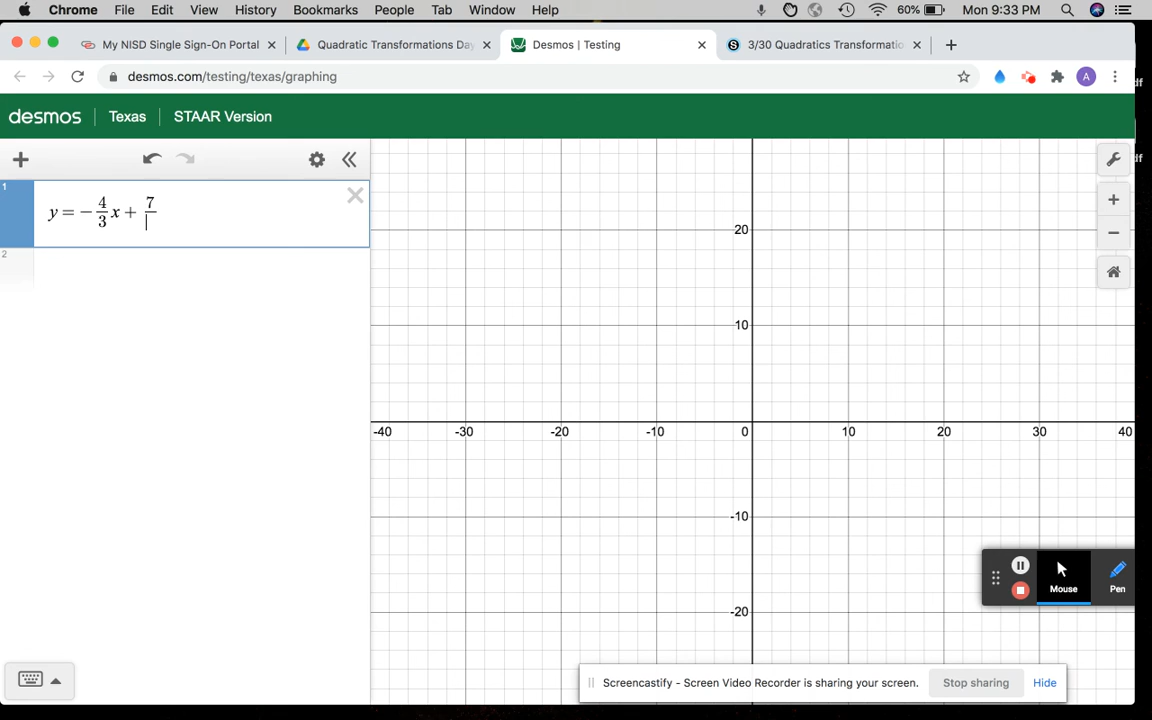 Chrome File Edit View History Bookmarks People Tab Window Help 60% Mon 9:33 PM
My NISD Single Sign-On Portal Quadratic Transformations Day Desmos | Testing 3/30 Quadratics Transformatio
desmos.com/testing/texas/graphing A
df
desmos Texas STAAR Version
df
1
y = − 4/3 x + 7/
2
20
10
-40 -30 -20 -10 0 10 20 30 40
-10
-20
Mouse Pen
Screencastify - Screen Video Recorder is sharing your screen. Stop sharing Hide